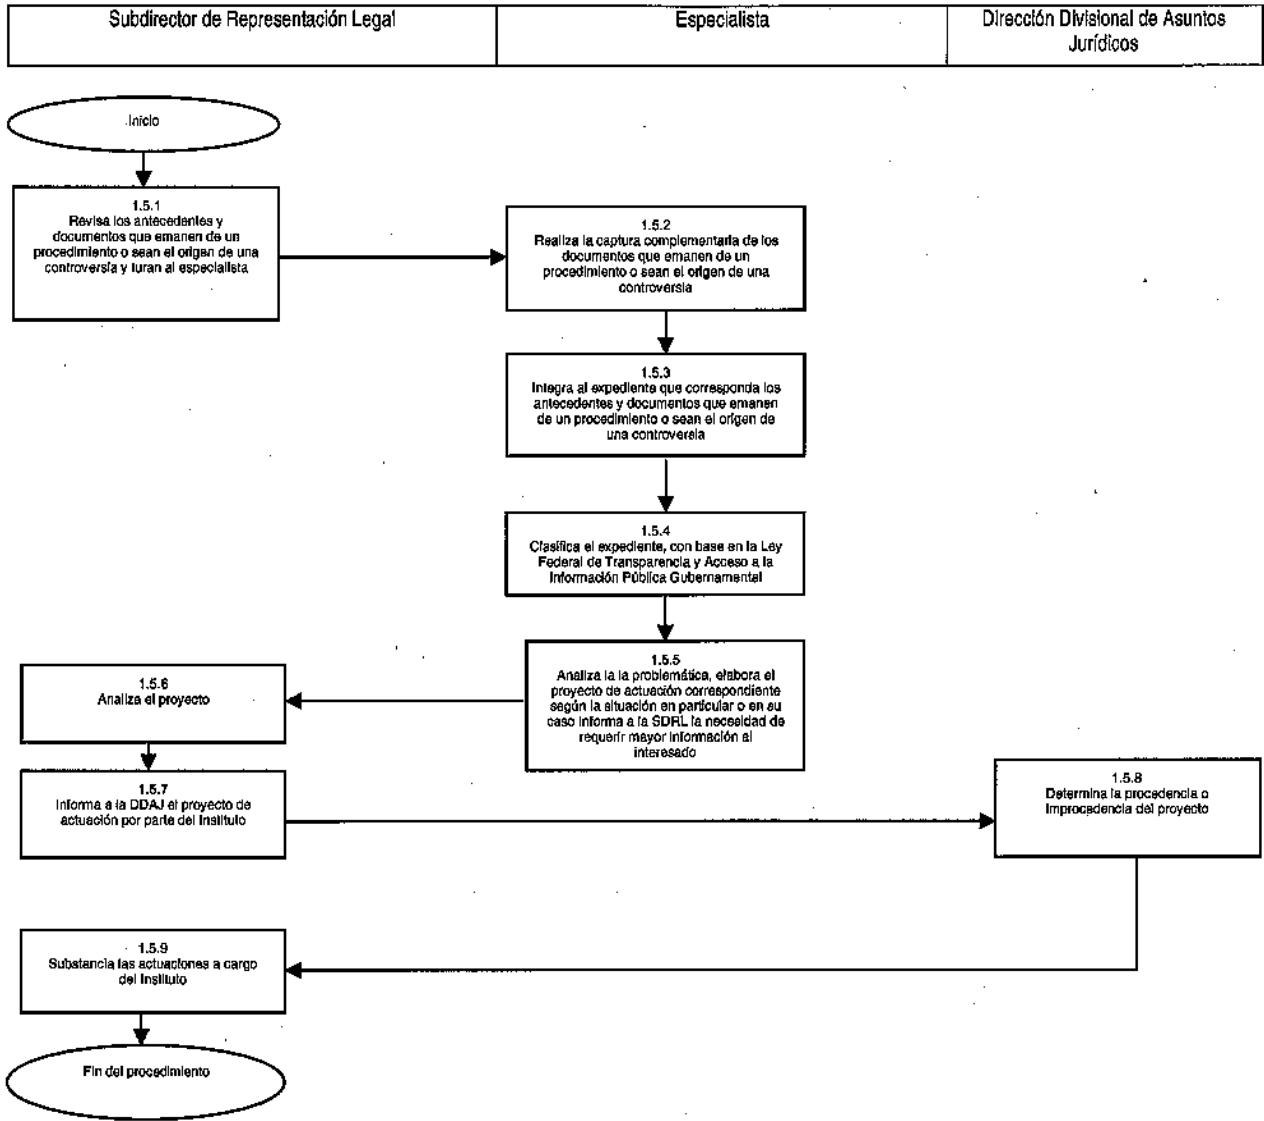 Subdirector de Representación Legal
Especialista
Dirección Divisional de Asuntos
Jurídicos
Inicio
1.5.1
Revisa los antecedentes y
documentos que emanen de un
procedimiento o sean el origen de una
controversia y turan al especialista
1.5.2
Realiza la captura complementaria de los
documentos que emanen de un
procedimiento o sean el origen de una
controversia
1.5.3
Integra al expediente que corresponda los
antecedentes y documentos que emanen
de un procedimiento o sean el origen de
una controversia
1.5.4
Clasifica el expediente, con base en la Ley
Federal de Transparencia y Acceso a la
Información Pública Gubernamental
1.5.5
Analiza la la problemática, elabora el
proyecto de actuación correspondiente
según la situación en particular o en su
caso informa a la SDRL la necesidad de
requerir mayor información al
interesado
1.5.6
Analiza el proyecto
1.5.7
Informa a la DDAJ el proyecto de
actuación por parte del Instituto
1.5.8
Determina la procedencia o
improcedencia del proyecto
1.5.9
Substancia las actuaciones a cargo
del Instituto
Fin del procedimiento